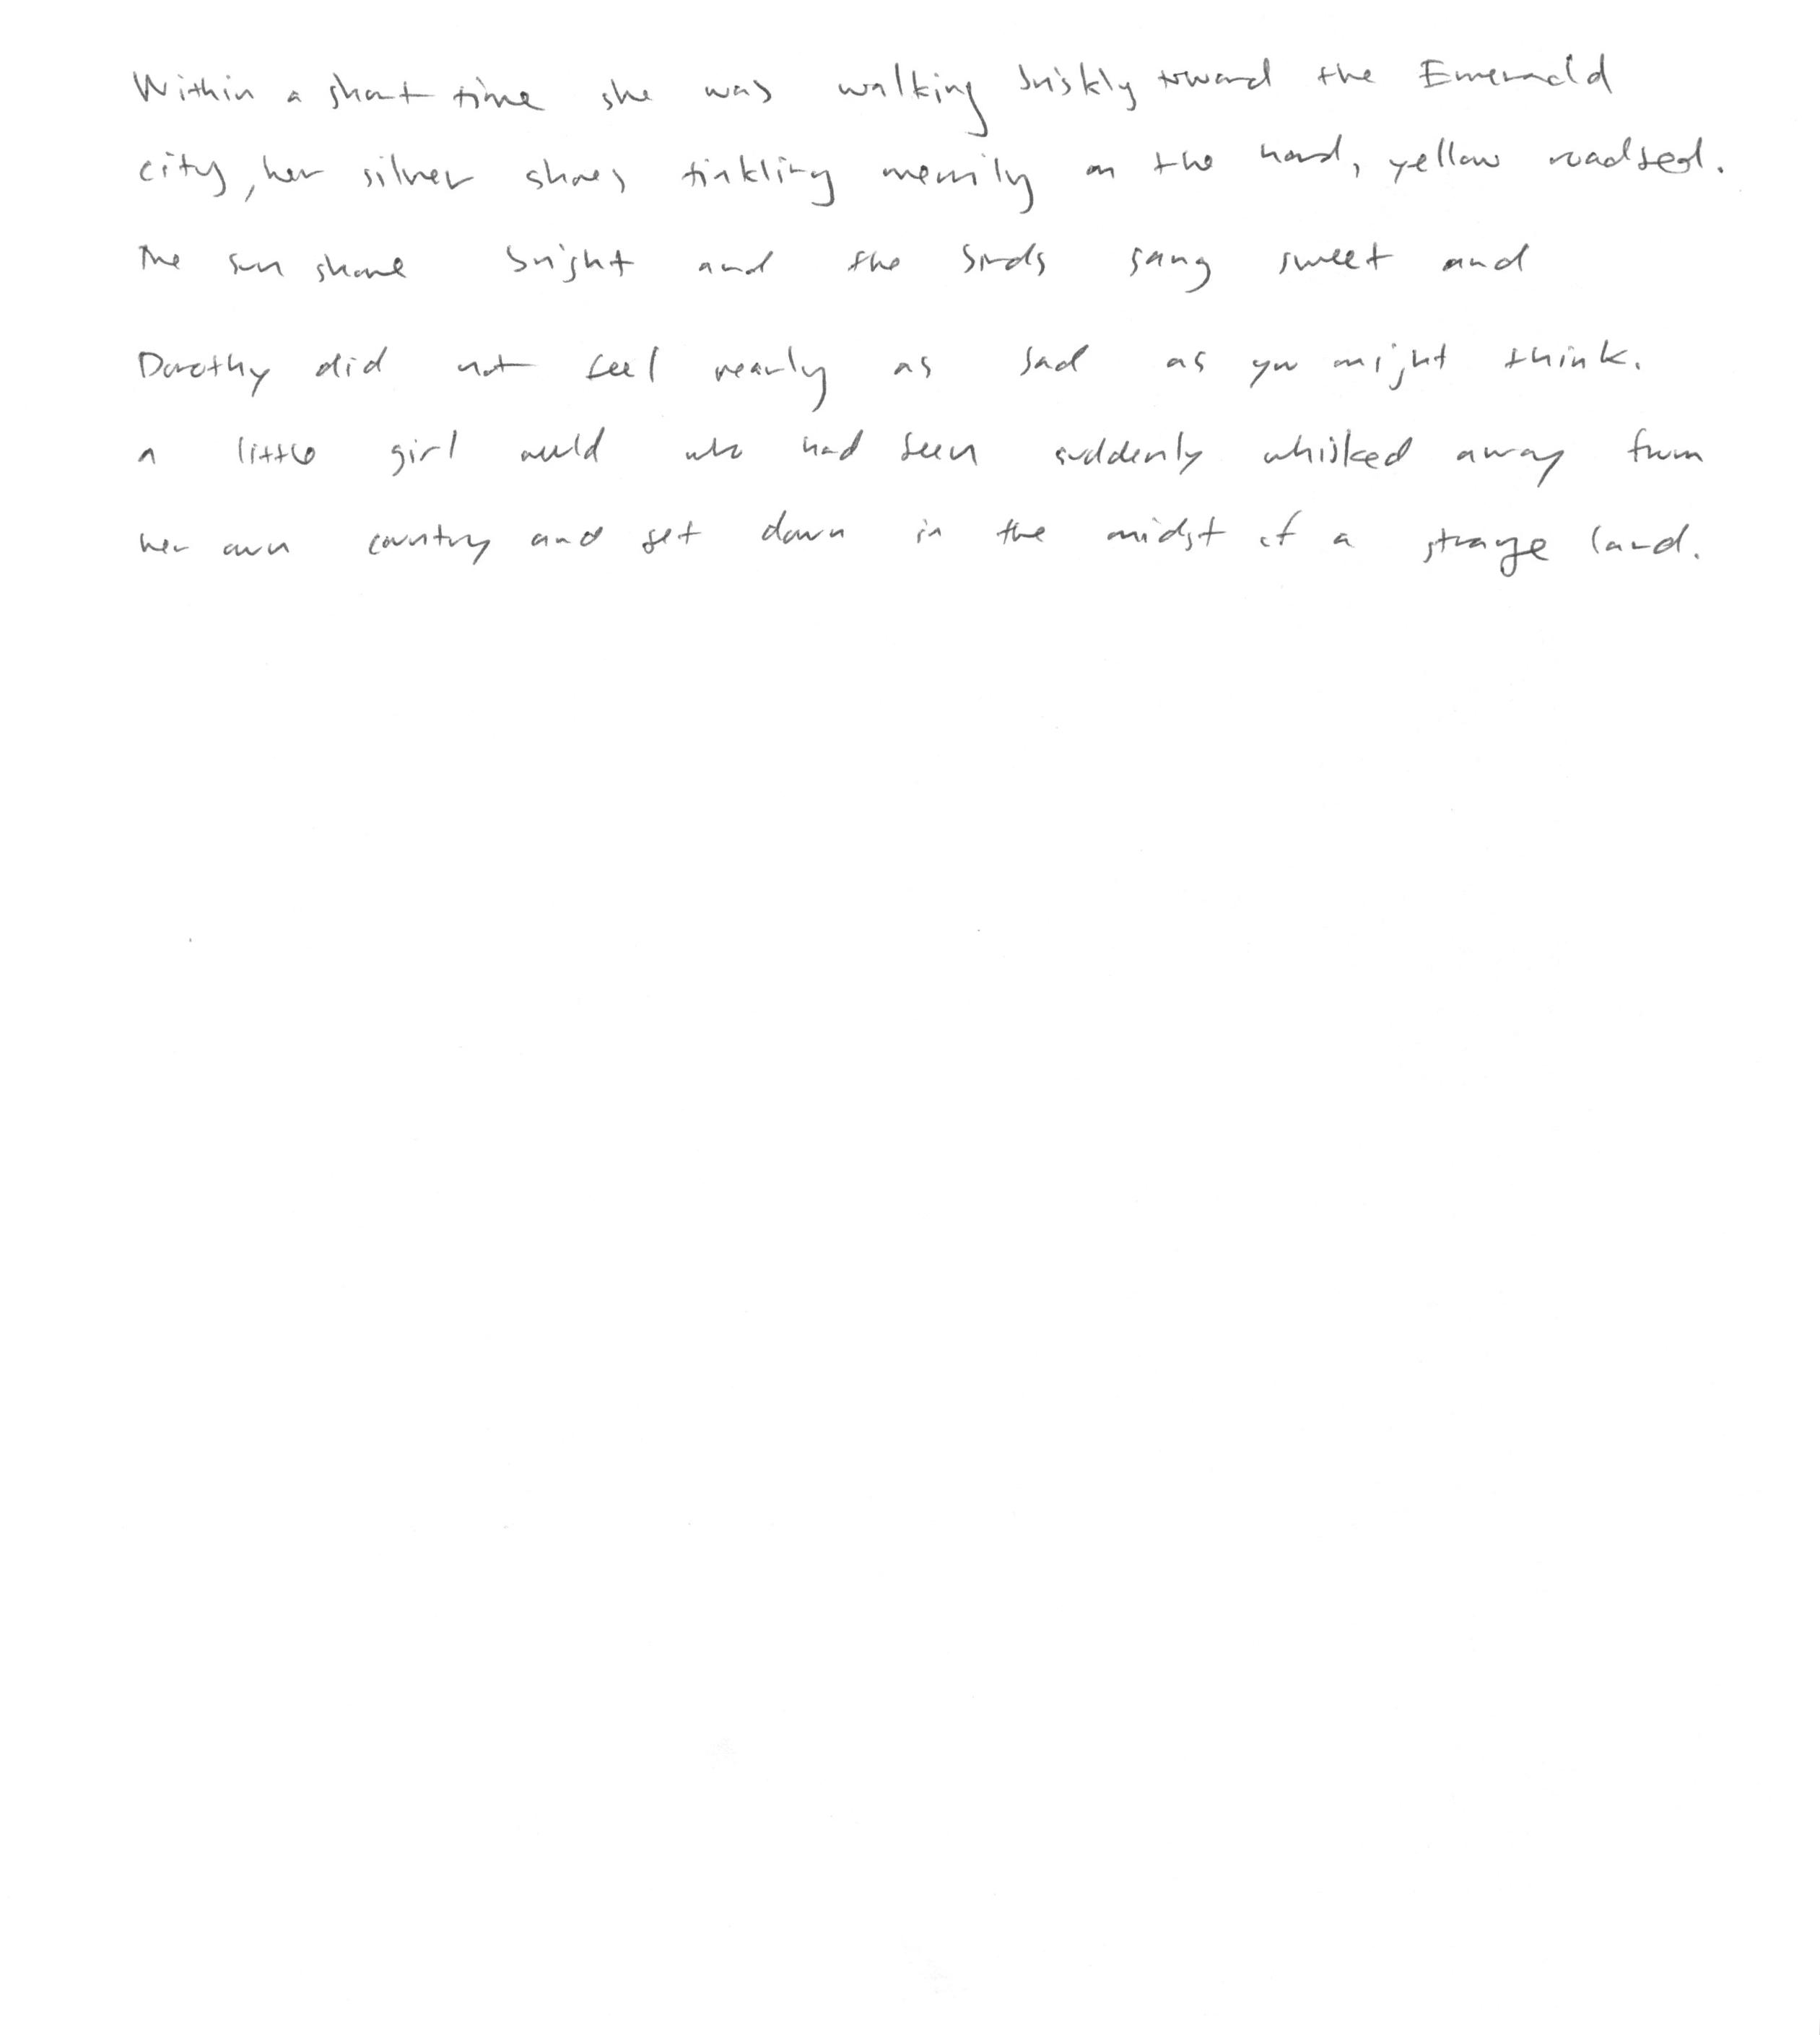 Within a short time she was walking briskly toward the Emerald
city, her silver shoes tinkling merrily on the hard, yellow roadbed.
The sun shone bright and the birds sang sweet and
Dorothy did not feel nearly as sad as you might think.
a little girl would who had been suddenly whisked away from
her own country and set down in the midst of a strange land.